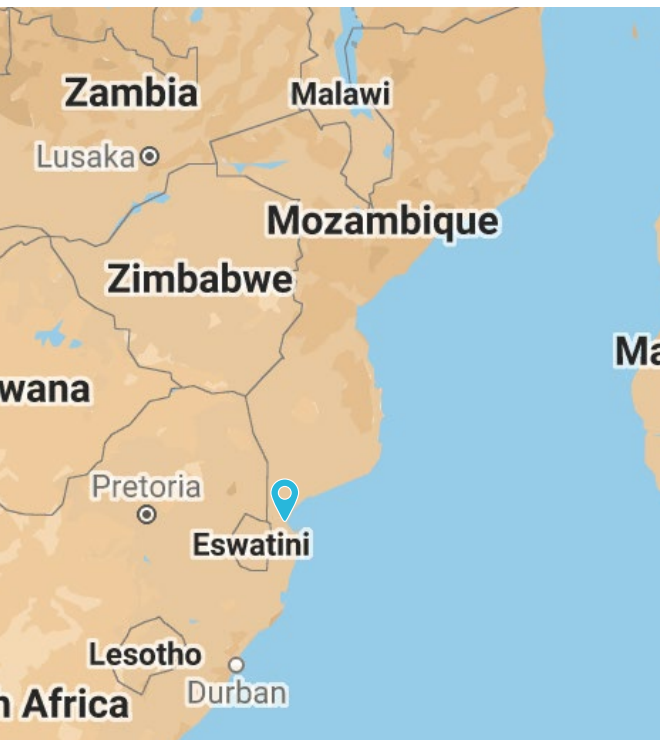 Zambia
Malawi
Lusaka
Mozambique
Zimbabwe
Ma
wana
Pretoria
Eswatini
Lesotho
Durban
n Africa